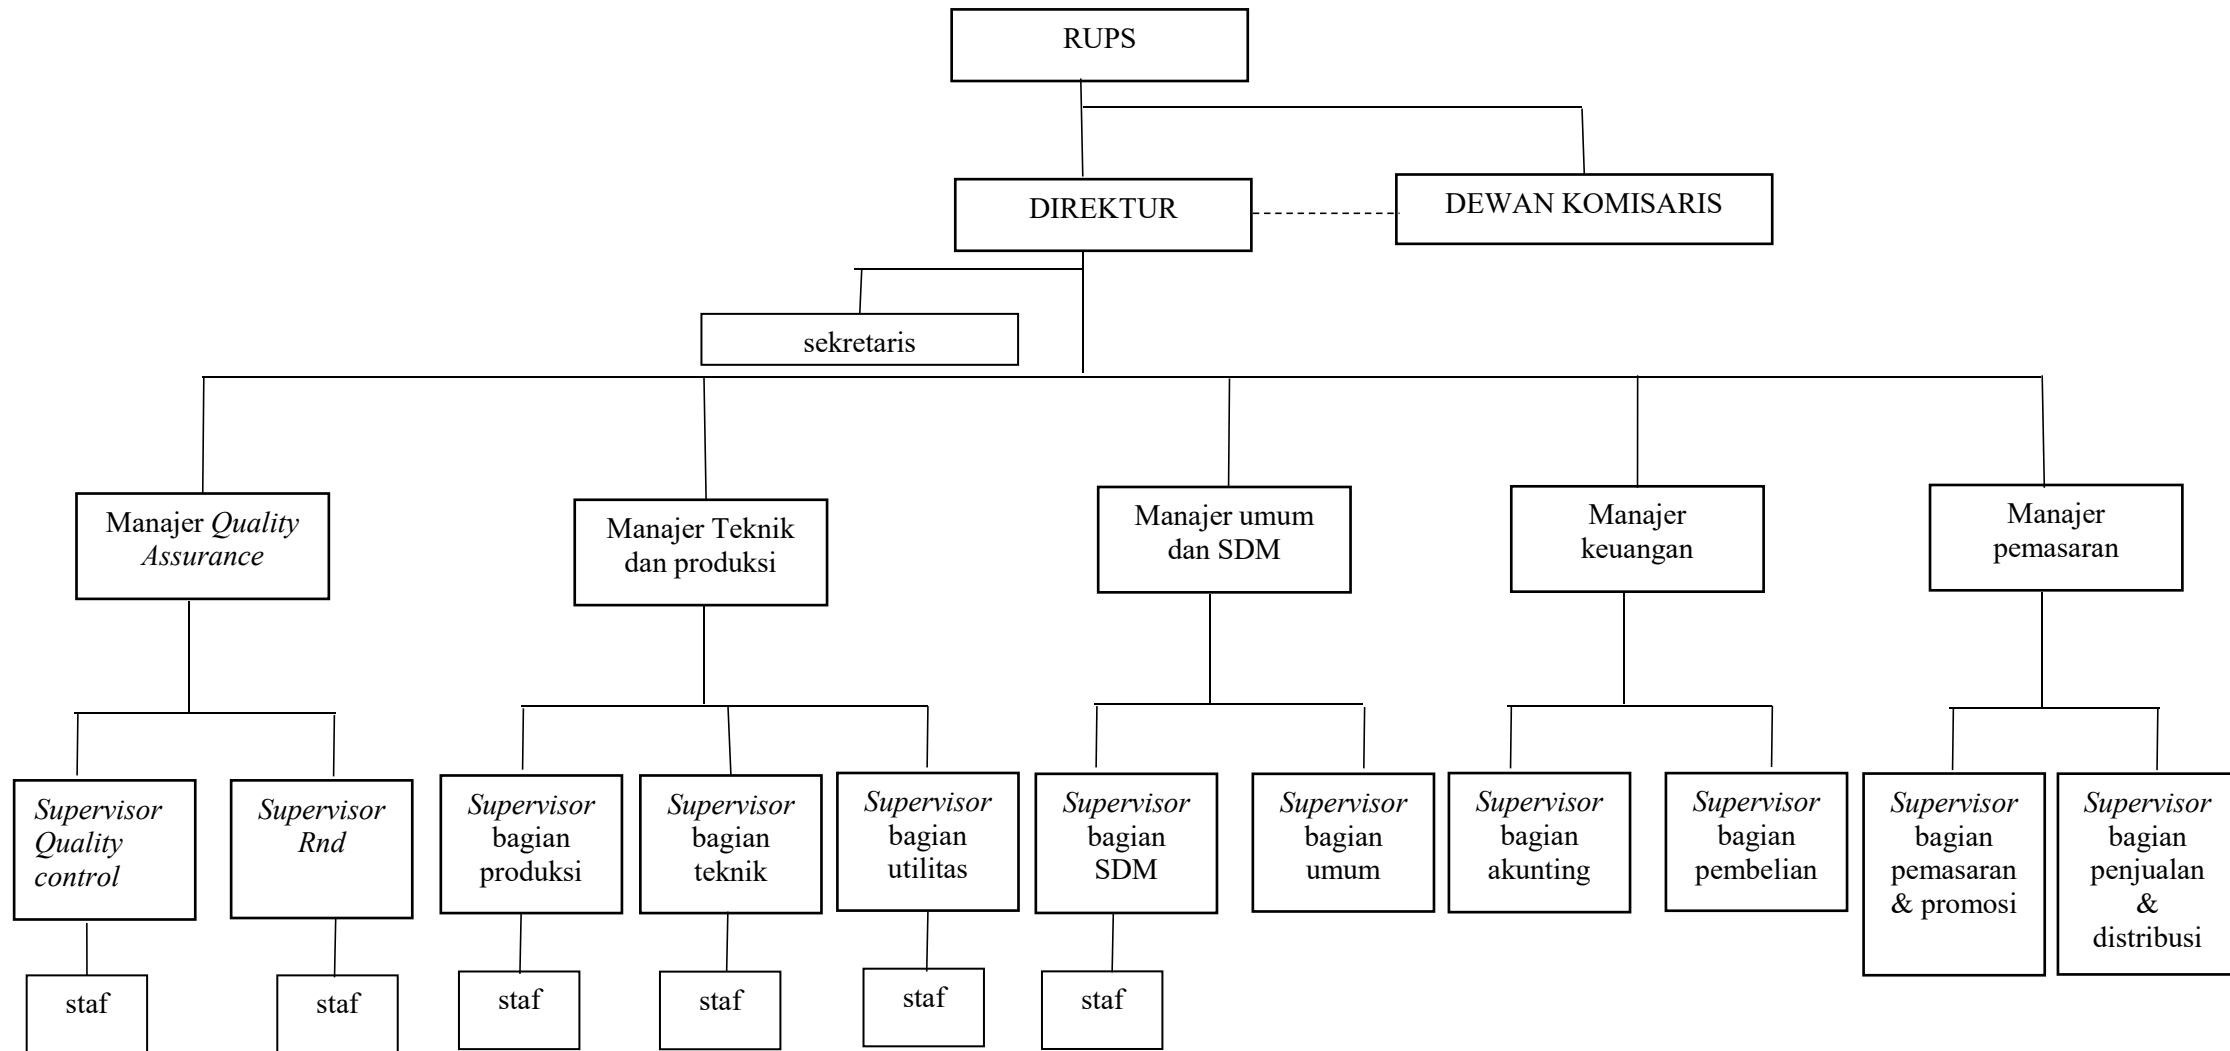 RUPS
DIREKTUR
DEWAN KOMISARIS
sekretaris
Manajer Quality
Assurance
Manajer Teknik
dan produksi
Manajer umum
dan SDM
Manajer
keuangan
Manajer
pemasaran
Supervisor
Quality
control
Supervisor
Rnd
Supervisor
bagian
produksi
Supervisor
bagian
teknik
Supervisor
bagian
utilitas
Supervisor
bagian
SDM
Supervisor
bagian
umum
Supervisor
bagian
akunting
Supervisor
bagian
pembelian
Supervisor
bagian
pemasaran
& promosi
Supervisor
bagian
penjualan
&
distribusi
staf
staf
staf
staf
staf
staf